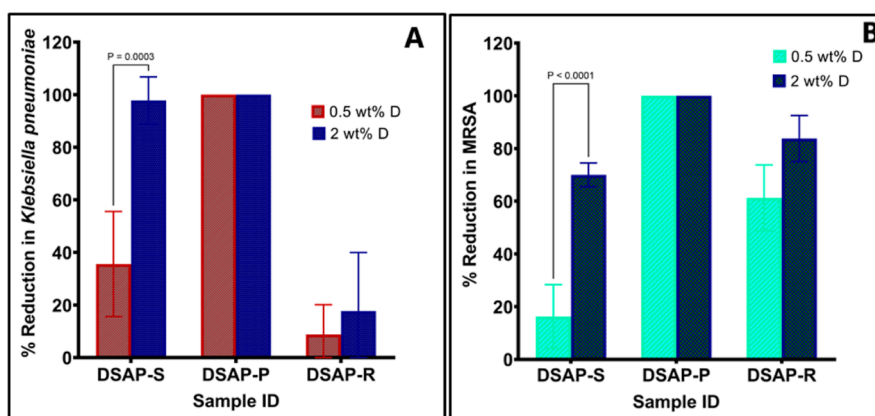 A
P = 0.0003
% Reduction in Klebsiella pneumoniae
120
100
80
60
40
20
0
0.5 wt% D
2 wt% D
DSAP-S DSAP-P DSAP-R
Sample ID
B
P < 0.0001
% Reduction in MRSA
120
100
80
60
40
20
0
0.5 wt% D
2 wt% D
DSAP-S DSAP-P DSAP-R
Sample ID